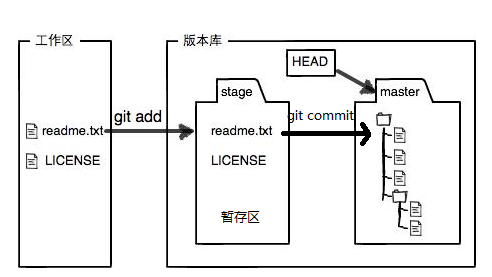 工作区
版本库
HEAD
stage
master
git add
git commit
readme.txt
readme.txt
LICENSE
LICENSE
暂存区